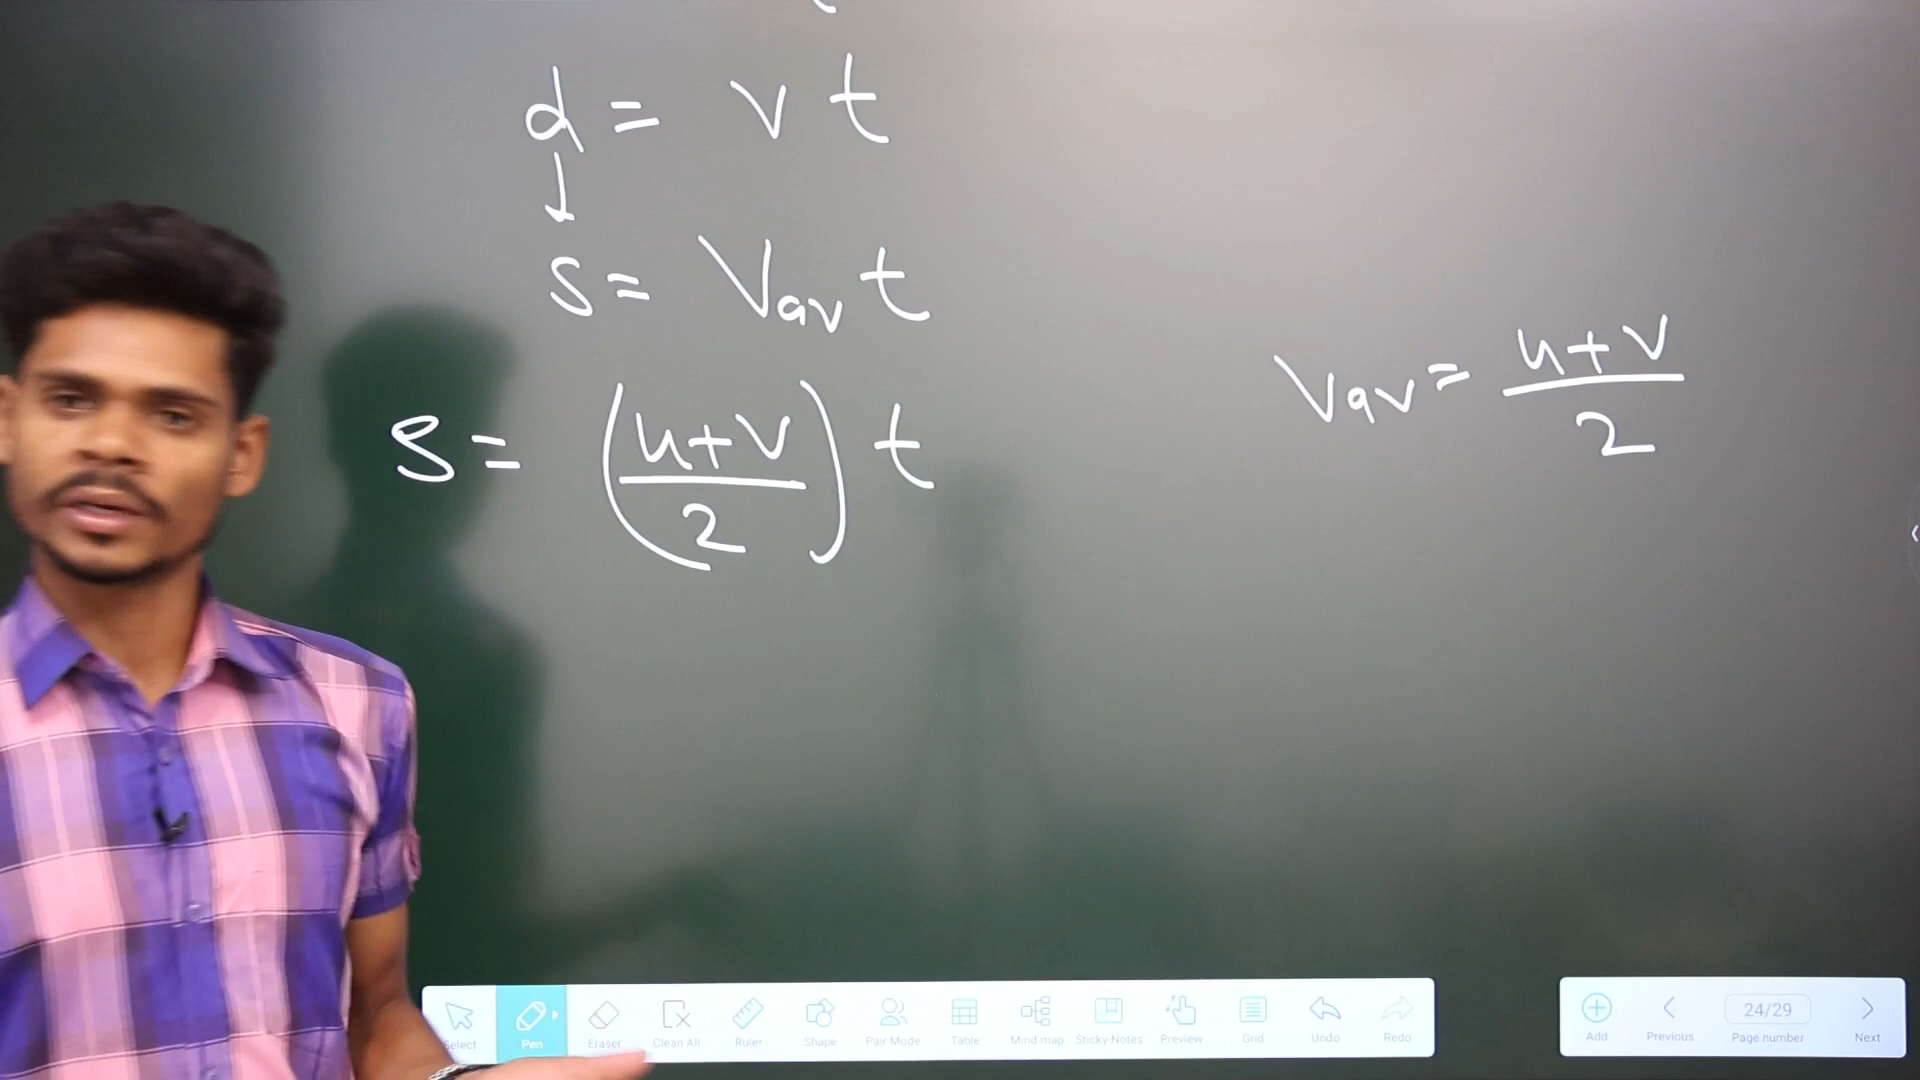 d = v t
↓
s = Vav t
s = (u+v/2) t
Vav = u+v/2
Select Pen Eraser Clean All Ruler Shape Pair Mode Table Mind map Sticky-Notes Preview Grid Undo Redo
Add Previous 24/29 Page number Next